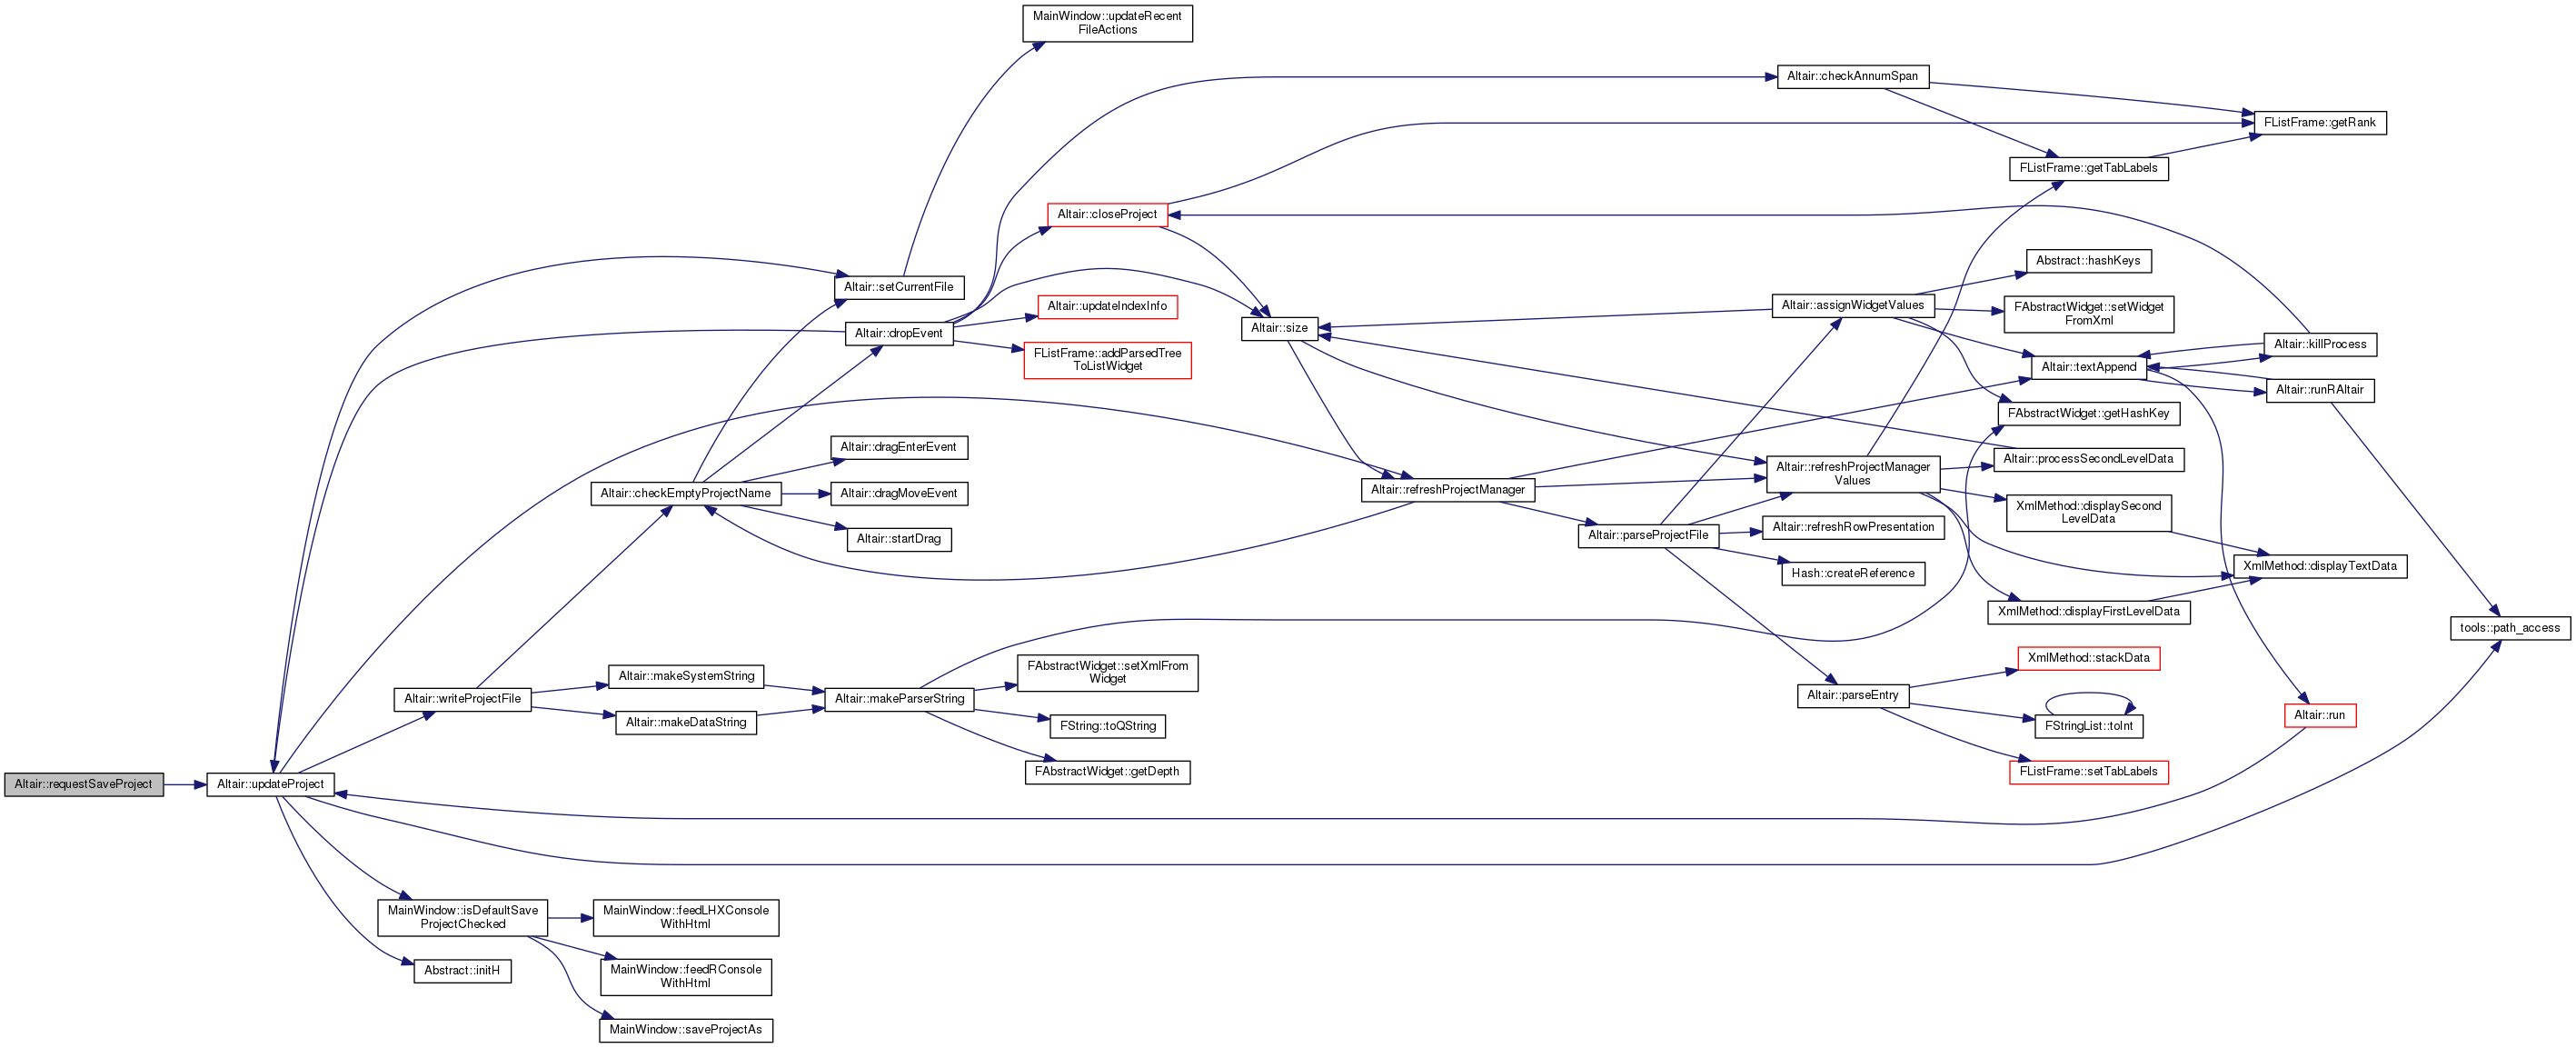 MainWindow::updateRecent
FileActions
Altair::checkAnnumSpan
FListFrame::getRank
FListFrame::getTabLabels
Altair::closeProject
Abstract::hashKeys
Altair::setCurrentFile
Altair::updateIndexInfo
Altair::assignWidgetValues
FAbstractWidget::setWidget
FromXml
Altair::dropEvent
Altair::size
Altair::killProcess
FListFrame::addParsedTree
ToListWidget
Altair::textAppend
Altair::runRAltair
FAbstractWidget::getHashKey
Altair::dragEnterEvent
Altair::processSecondLevelData
Altair::refreshProjectManager
Values
Altair::checkEmptyProjectName
Altair::dragMoveEvent
Altair::refreshProjectManager
XmlMethod::displaySecond
LevelData
Altair::startDrag
Altair::parseProjectFile
Altair::refreshRowPresentation
XmlMethod::displayTextData
Hash::createReference
XmlMethod::displayFirstLevelData
tools::path_access
Altair::makeSystemString
FAbstractWidget::setXmlFrom
Widget
XmlMethod::stackData
Altair::writeProjectFile
Altair::makeParserString
Altair::parseEntry
Altair::makeDataString
FString::toQString
FStringList::toInt
Altair::run
FAbstractWidget::getDepth
FListFrame::setTabLabels
Altair::requestSaveProject
Altair::updateProject
MainWindow::isDefaultSave
ProjectChecked
MainWindow::feedLHXConsole
WithHtml
Abstract::initH
MainWindow::feedRConsole
WithHtml
MainWindow::saveProjectAs